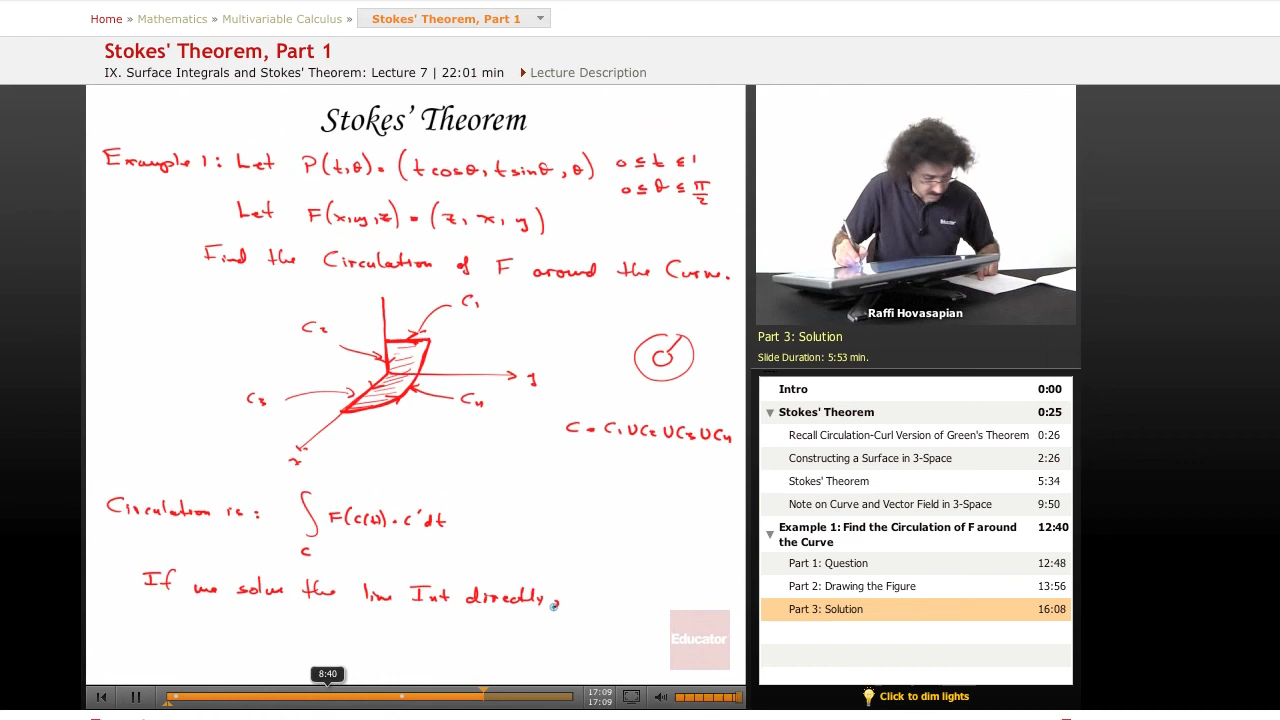 Home » Mathematics » Multivariable Calculus » Stokes' Theorem, Part 1
Stokes' Theorem, Part 1
IX. Surface Integrals and Stokes' Theorem: Lecture 7 | 22:01 min Lecture Description
Stokes' Theorem
Example 1: Let P(t,θ) = (t cosθ, t sinθ, θ) 0 ≤ t ≤ 1
0 ≤ θ ≤ π/2
Let F(x,y,z) = (z, x, y)
Find the Circulation of F around the Curve.
C1
C2
y
C3
C4
C = C1 ∪ C2 ∪ C3 ∪ C4
x
Circulation is: ∫C F(c(t)) · c' dt
If we solve the line Int directly,
Educator
8:40
17:09
17:09
Raffi Hovasapian
Part 3: Solution
Slide Duration: 5:53 min.
Intro 0:00
Stokes' Theorem 0:25
Recall Circulation-Curl Version of Green's Theorem 0:26
Constructing a Surface in 3-Space 2:26
Stokes' Theorem 5:34
Note on Curve and Vector Field in 3-Space 9:50
Example 1: Find the Circulation of F around 12:40
the Curve
Part 1: Question 12:48
Part 2: Drawing the Figure 13:56
Part 3: Solution 16:08
Click to dim lights